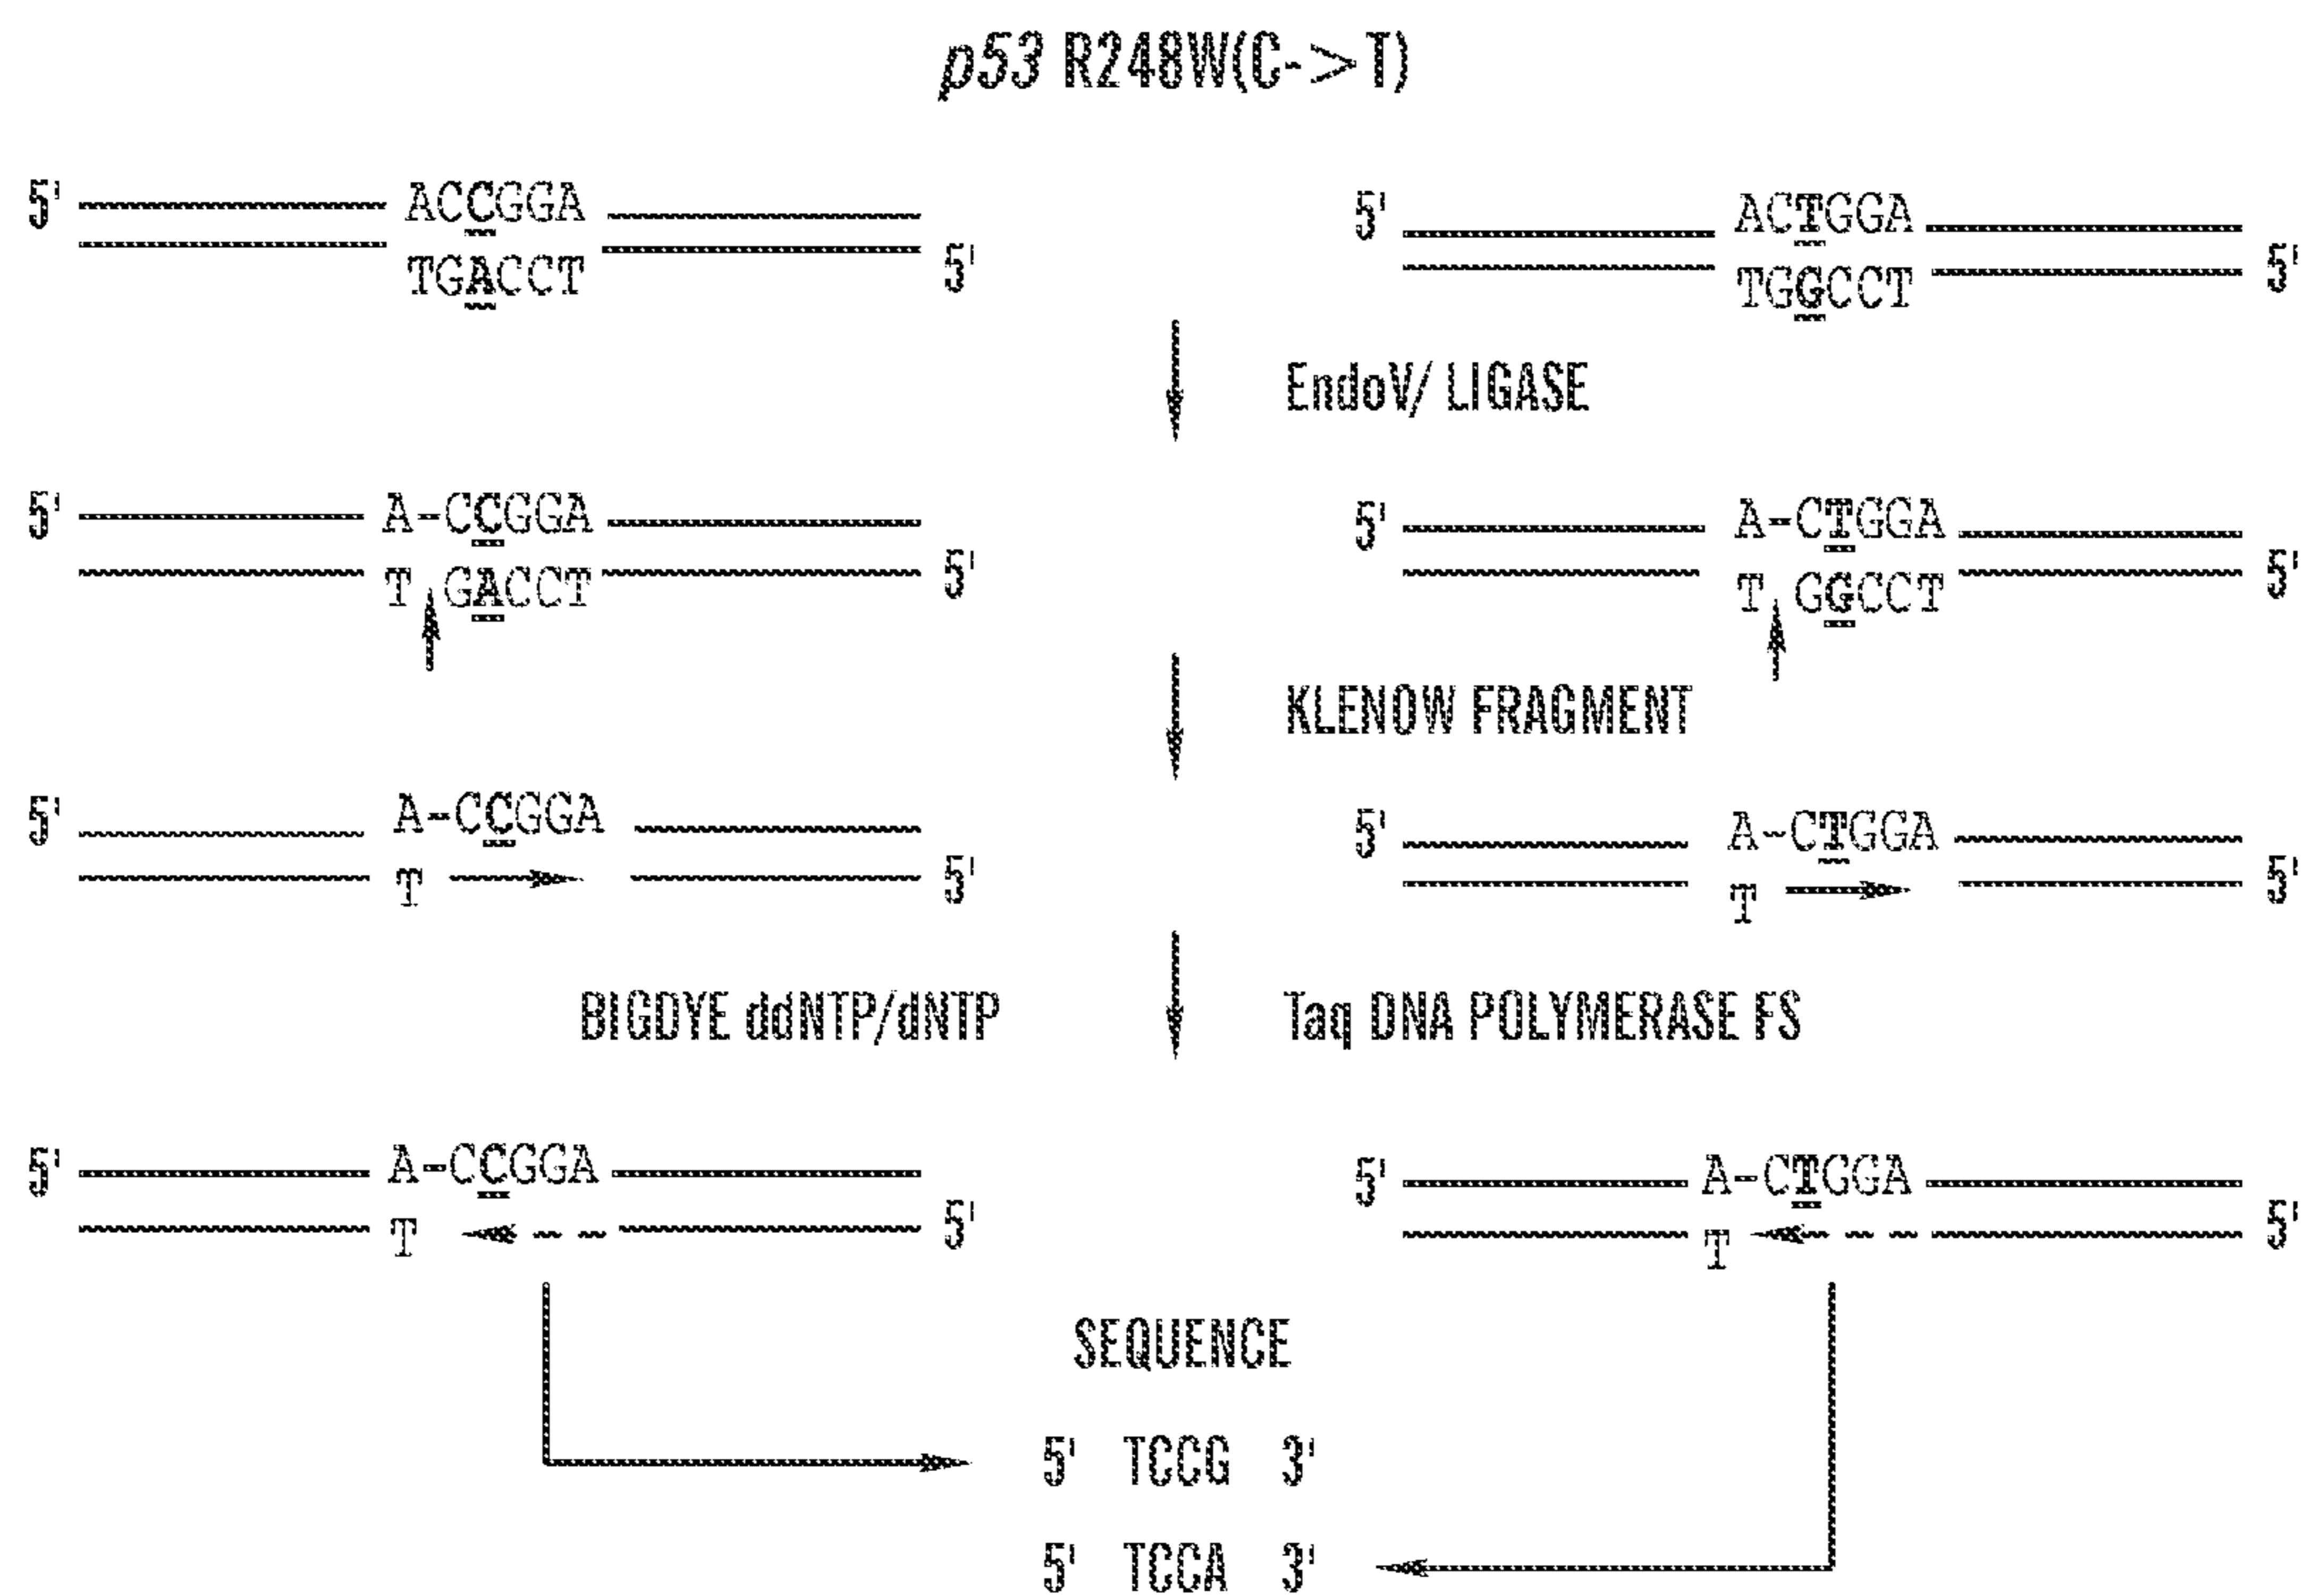 p53 R248W(C->T)
5' ACCGGA
TGACCT 5'
5' ACTGGA
TGGCCT 5'
EndoV/ LIGASE
5' A-CCGGA
T GACCT 5'
5' A-CTGGA
T GGCCT 5'
KLENOW FRAGMENT
5' A-CCGGA
T 5'
5' A-CTGGA
T 5'
BIGDYE ddNTP/dNTP
Taq DNA POLYMERASE FS
5' A-CCGGA
T 5'
5' A-CTGGA
T 5'
SEQUENCE
5' TCCG 3'
5' TCCA 3'